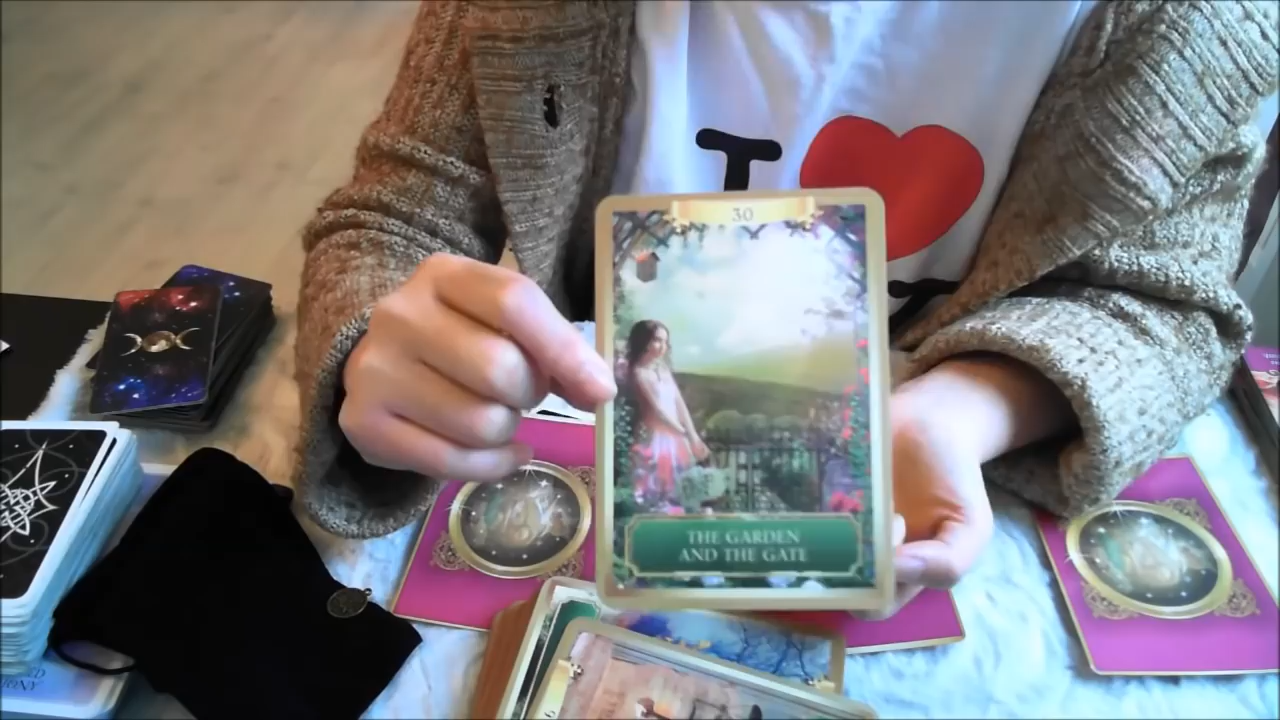 I
30
THE GARDEN
AND THE GATE